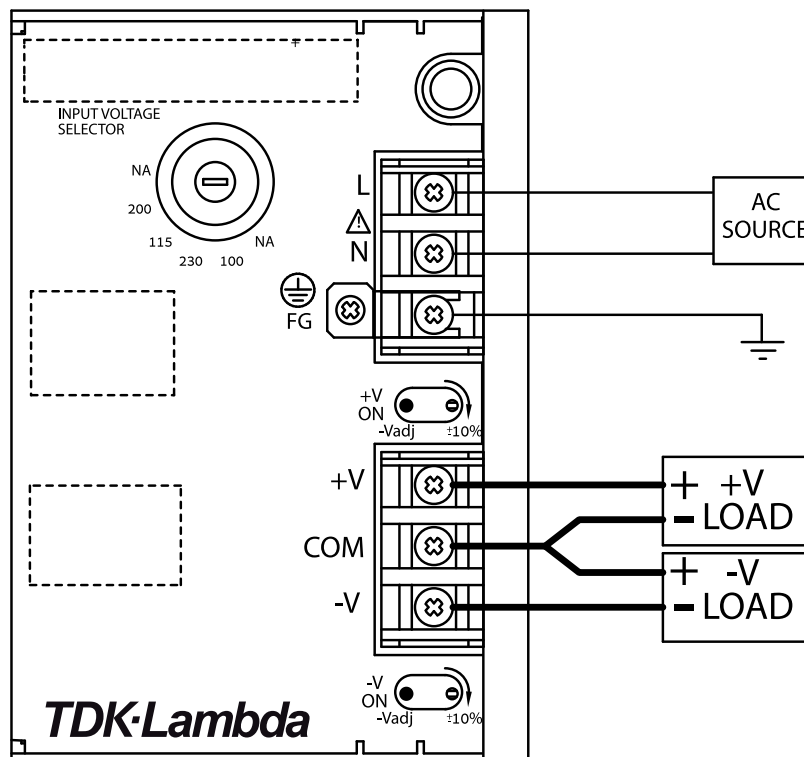 INPUT VOLTAGE
SELECTOR
NA
200
115
230
100
NA
L
N
FG
AC
SOURCE
+V
ON
-Vadj
±10%
+V
COM
-V
+ +V
- LOAD
+ -V
- LOAD
-V
ON
-Vadj
±10%
TDK·Lambda